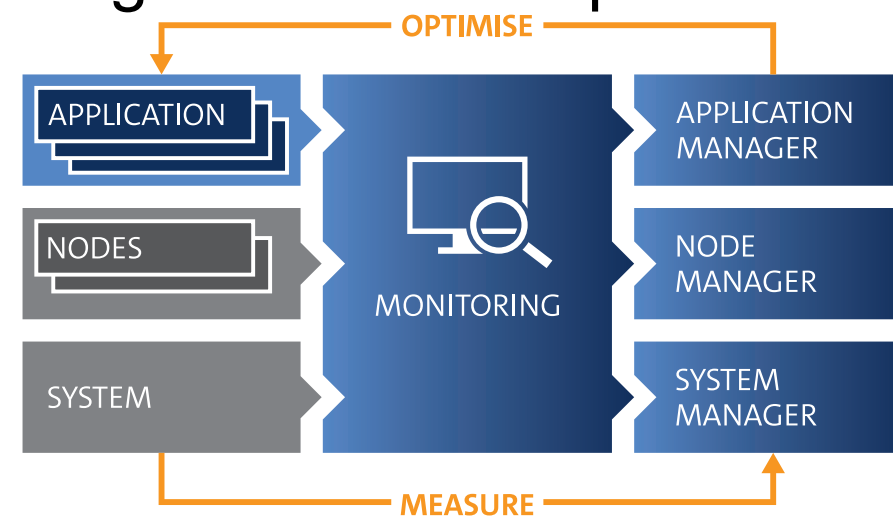 OPTIMISE
APPLICATION
APPLICATION
MANAGER
NODES
NODE
MANAGER
MONITORING
SYSTEM
SYSTEM
MANAGER
MEASURE